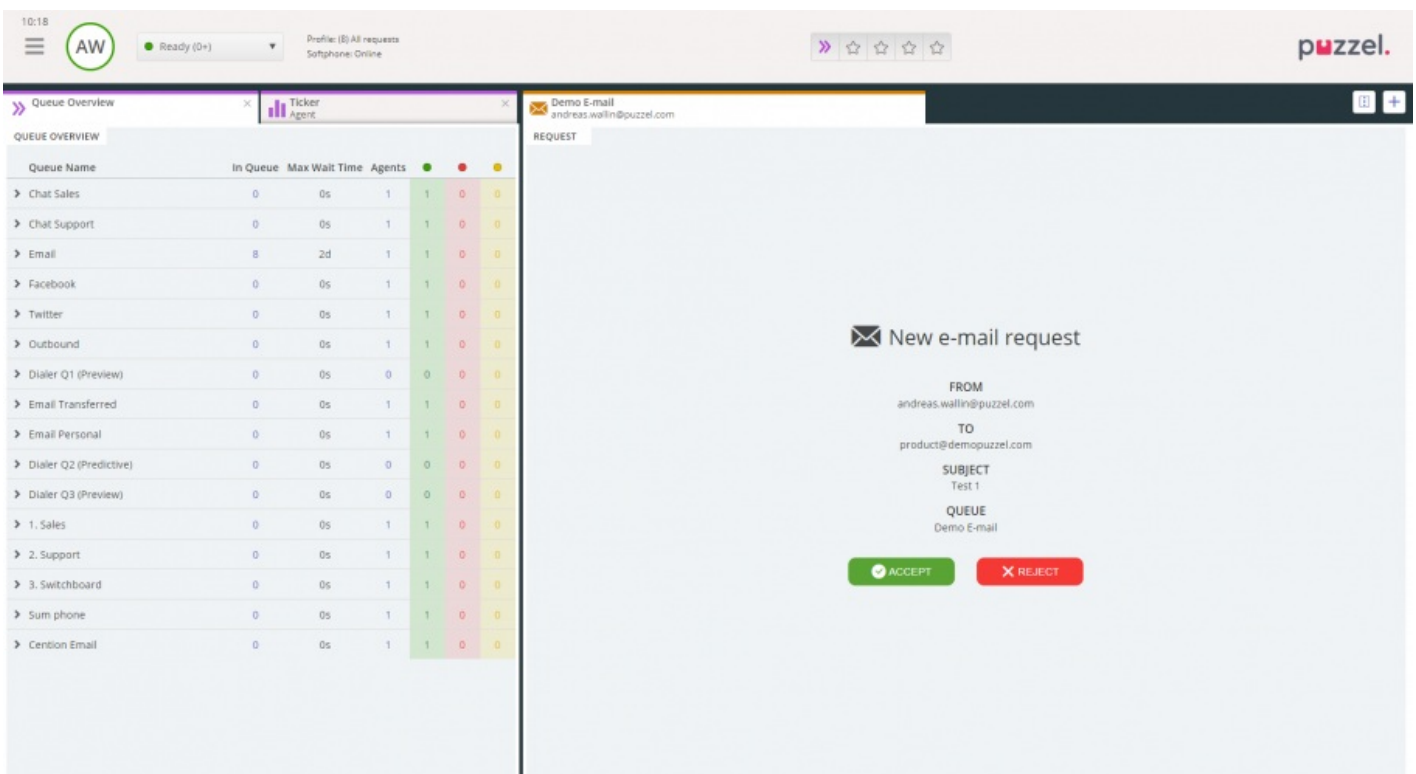 10:18
AW
Ready (0+)
Profile: (8) All requests
Softphone: Online
puzzel.
Queue Overview
Ticker
Agent
Demo E-mail
andreas.wallin@puzzel.com
QUEUE OVERVIEW
REQUEST
Queue Name In Queue Max Wait Time Agents
Chat Sales 0 0s 1 1 0 0
Chat Support 0 0s 1 1 0 0
Email 8 2d 1 1 0 0
Facebook 0 0s 1 1 0 0
Twitter 0 0s 1 1 0 0
Outbound 0 0s 1 1 0 0
Dialer Q1 (Preview) 0 0s 0 0 0 0
Email Transferred 0 0s 1 1 0 0
Email Personal 0 0s 1 1 0 0
Dialer Q2 (Predictive) 0 0s 0 0 0 0
Dialer Q3 (Preview) 0 0s 0 0 0 0
1. Sales 0 0s 1 1 0 0
2. Support 0 0s 1 1 0 0
3. Switchboard 0 0s 1 1 0 0
Sum phone 0 0s 1 1 0 0
Cention Email 0 0s 1 1 0 0
New e-mail request
FROM
andreas.wallin@puzzel.com
TO
product@demopuzzel.com
SUBJECT
Test 1
QUEUE
Demo E-mail
ACCEPT
REJECT